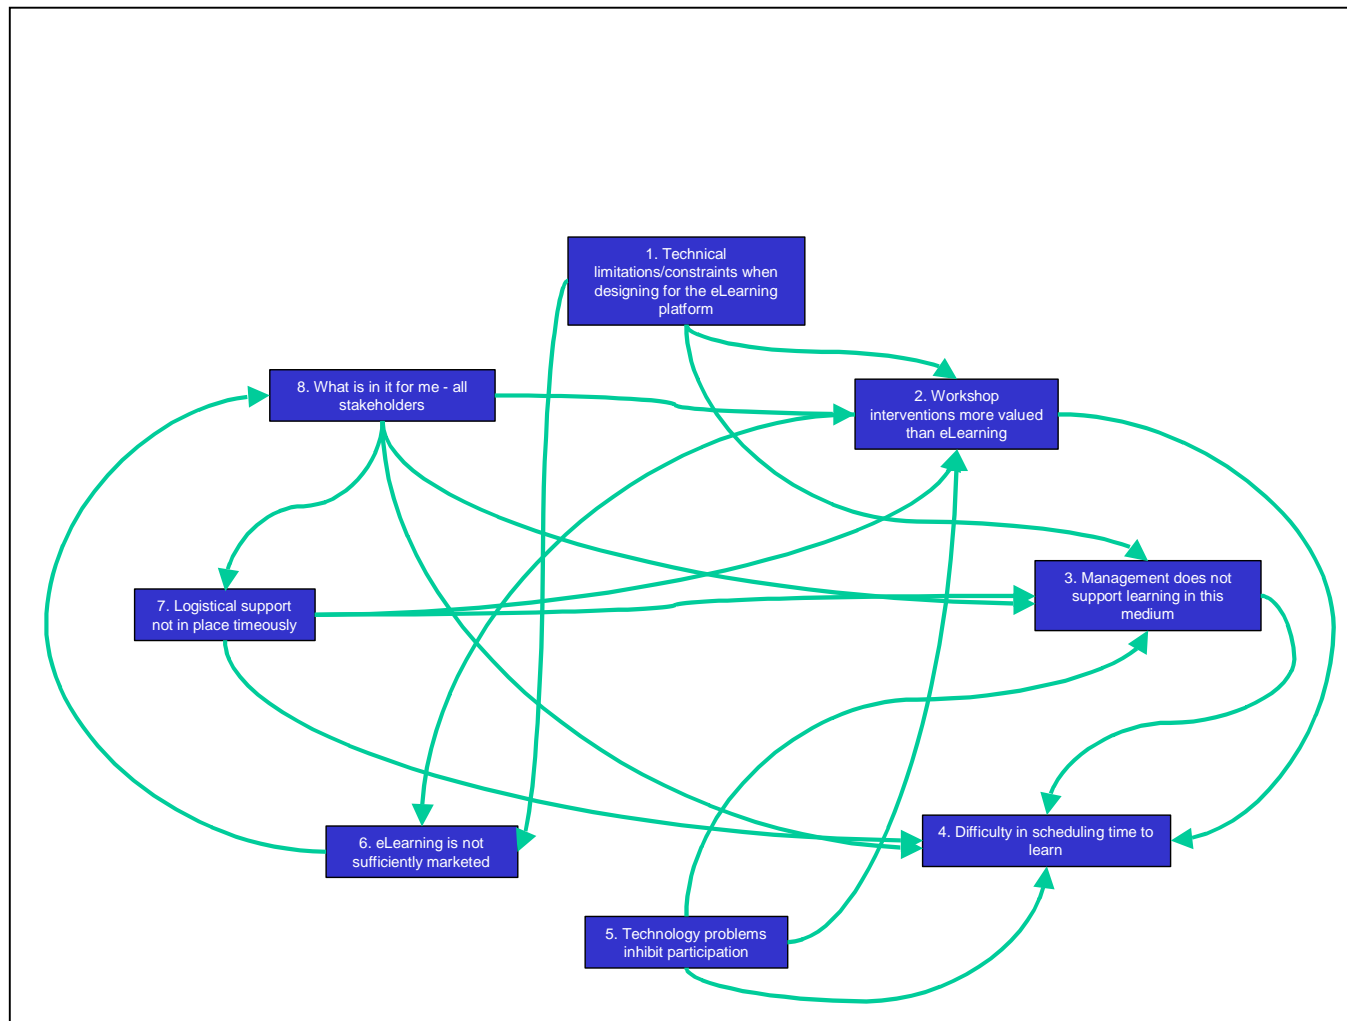 1. Technical
limitations/constraints when
designing for the eLearning
platform
8. What is in it for me - all
stakeholders
2. Workshop
interventions more valued
than eLearning
3. Management does not
support learning in this
medium
7. Logistical support
not in place timeously
4. Difficulty in scheduling time to
learn
6. eLearning is not
sufficiently marketed
5. Technology problems
inhibit participation